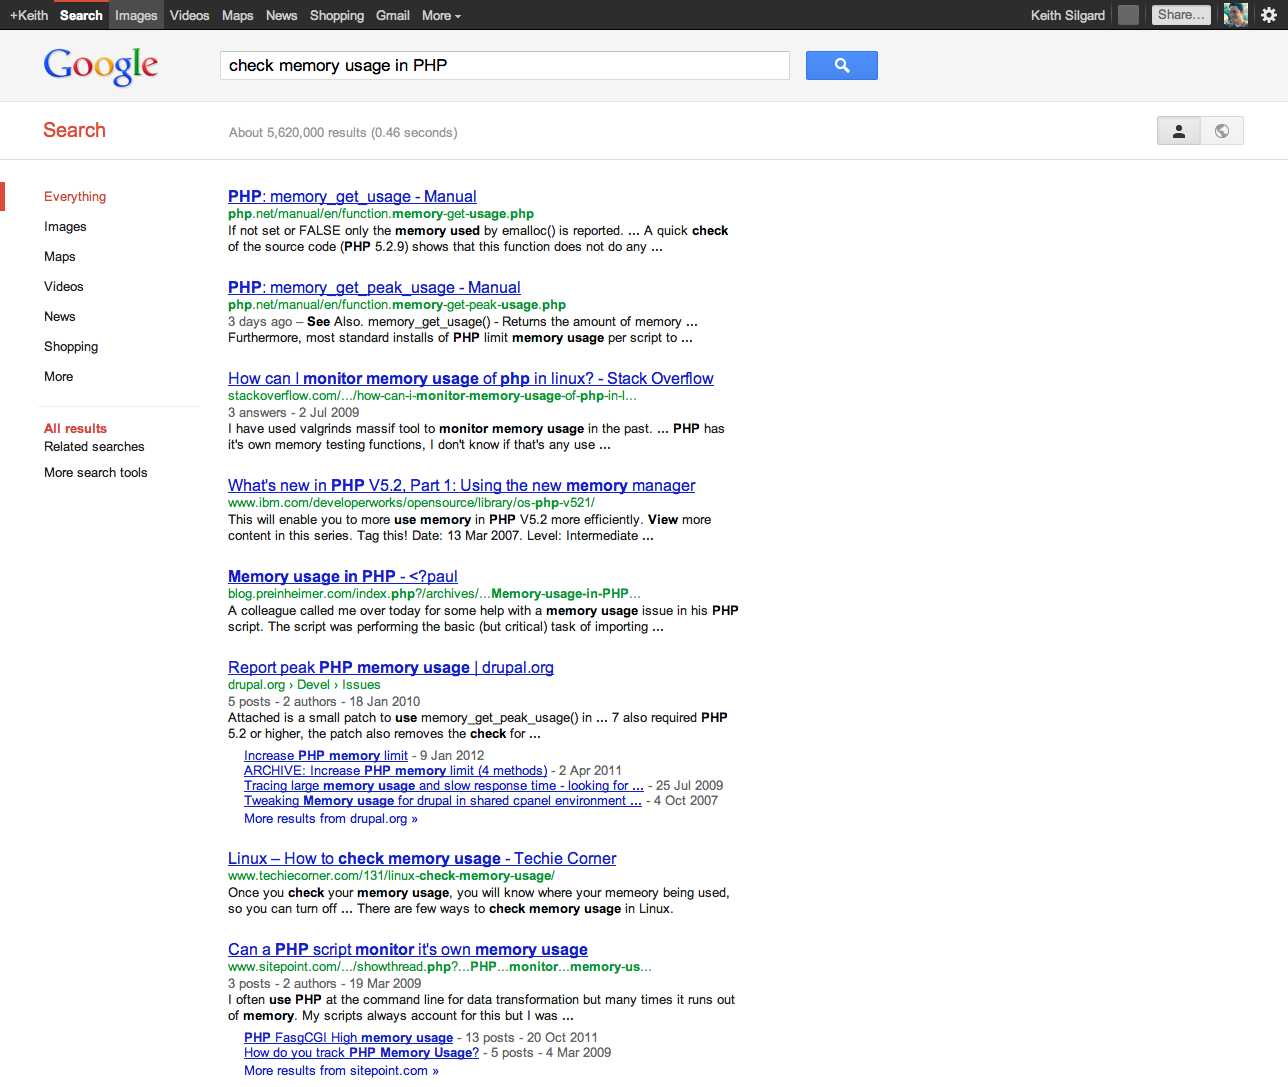 +Keith Search Images Videos Maps News Shopping Gmail More
Keith Silgard Share...
Google
check memory usage in PHP
Search
About 5,620,000 results (0.46 seconds)
Everything
Images
Maps
Videos
News
Shopping
More
All results
Related searches
More search tools
PHP: memory_get_usage - Manual
php.net/manual/en/function.memory-get-usage.php
If not set or FALSE only the memory used by emalloc() is reported. ... A quick check
of the source code (PHP 5.2.9) shows that this function does not do any ...
PHP: memory_get_peak_usage - Manual
php.net/manual/en/function.memory-get-peak-usage.php
3 days ago – See Also. memory_get_usage() - Returns the amount of memory ...
Furthermore, most standard installs of PHP limit memory usage per script to ...
How can I monitor memory usage of php in linux? - Stack Overflow
stackoverflow.com/.../how-can-i-monitor-memory-usage-of-php-in-l...
3 answers - 2 Jul 2009
I have used valgrinds massif tool to monitor memory usage in the past. ... PHP has
it's own memory testing functions, I don't know if that's any use ...
What's new in PHP V5.2, Part 1: Using the new memory manager
www.ibm.com/developerworks/opensource/library/os-php-v521/
This will enable you to more use memory in PHP V5.2 more efficiently. View more
content in this series. Tag this! Date: 13 Mar 2007. Level: Intermediate ...
Memory usage in PHP - <?paul
blog.preinheimer.com/index.php?/archives/...Memory-usage-in-PHP...
A colleague called me over today for some help with a memory usage issue in his PHP
script. The script was performing the basic (but critical) task of importing ...
Report peak PHP memory usage | drupal.org
drupal.org › Devel › Issues
5 posts - 2 authors - 18 Jan 2010
Attached is a small patch to use memory_get_peak_usage() in ... 7 also required PHP
5.2 or higher, the patch also removes the check for ...
Increase PHP memory limit - 9 Jan 2012
ARCHIVE: Increase PHP memory limit (4 methods) - 2 Apr 2011
Tracing large memory usage and slow response time - looking for ... - 25 Jul 2009
Tweaking Memory usage for drupal in shared cpanel environment ... - 4 Oct 2007
More results from drupal.org »
Linux – How to check memory usage - Techie Corner
www.techiecorner.com/131/linux-check-memory-usage/
Once you check your memory usage, you will know where your memeory being used,
so you can turn off ... There are few ways to check memory usage in Linux.
Can a PHP script monitor it's own memory usage
www.sitepoint.com/.../showthread.php?...PHP...monitor...memory-us...
3 posts - 2 authors - 19 Mar 2009
I often use PHP at the command line for data transformation but many times it runs out
of memory. My scripts always account for this but I was ...
PHP FasgCGI High memory usage - 13 posts - 20 Oct 2011
How do you track PHP Memory Usage? - 5 posts - 4 Mar 2009
More results from sitepoint.com »